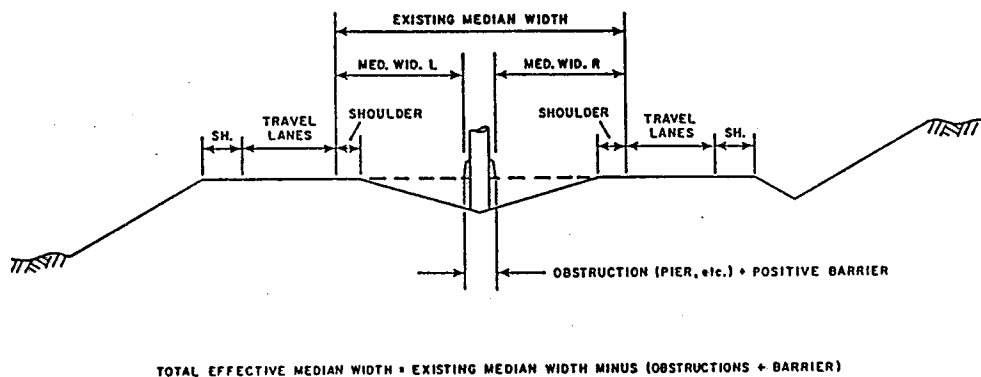 EXISTING MEDIAN WIDTH
MED. WID. L
MED. WID. R
SH.
TRAVEL
LANES
SHOULDER
SHOULDER
TRAVEL
LANES
SH.
OBSTRUCTION (PIER, etc.) + POSITIVE BARRIER
TOTAL EFFECTIVE MEDIAN WIDTH = EXISTING MEDIAN WIDTH MINUS (OBSTRUCTIONS + BARRIER)